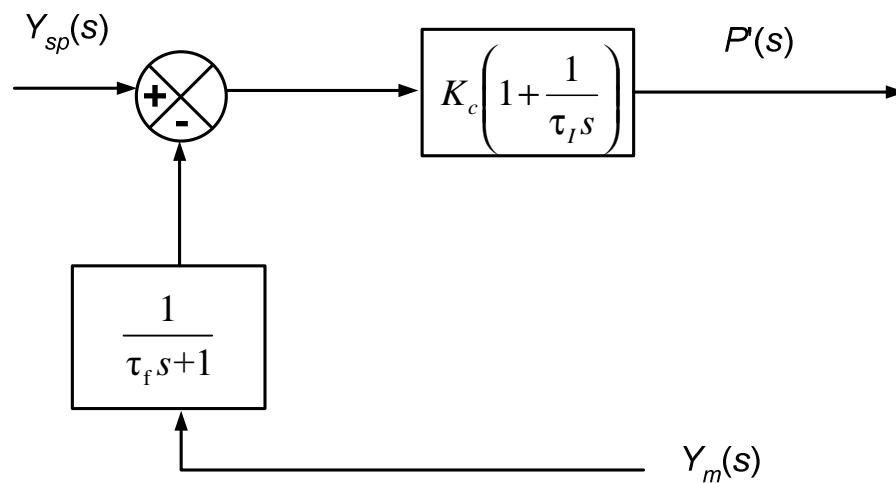 Y_sp(s)
P'(s)
+
-
K_c(1+1/(τ_I s))
1/(τ_f s+1)
Y_m(s)